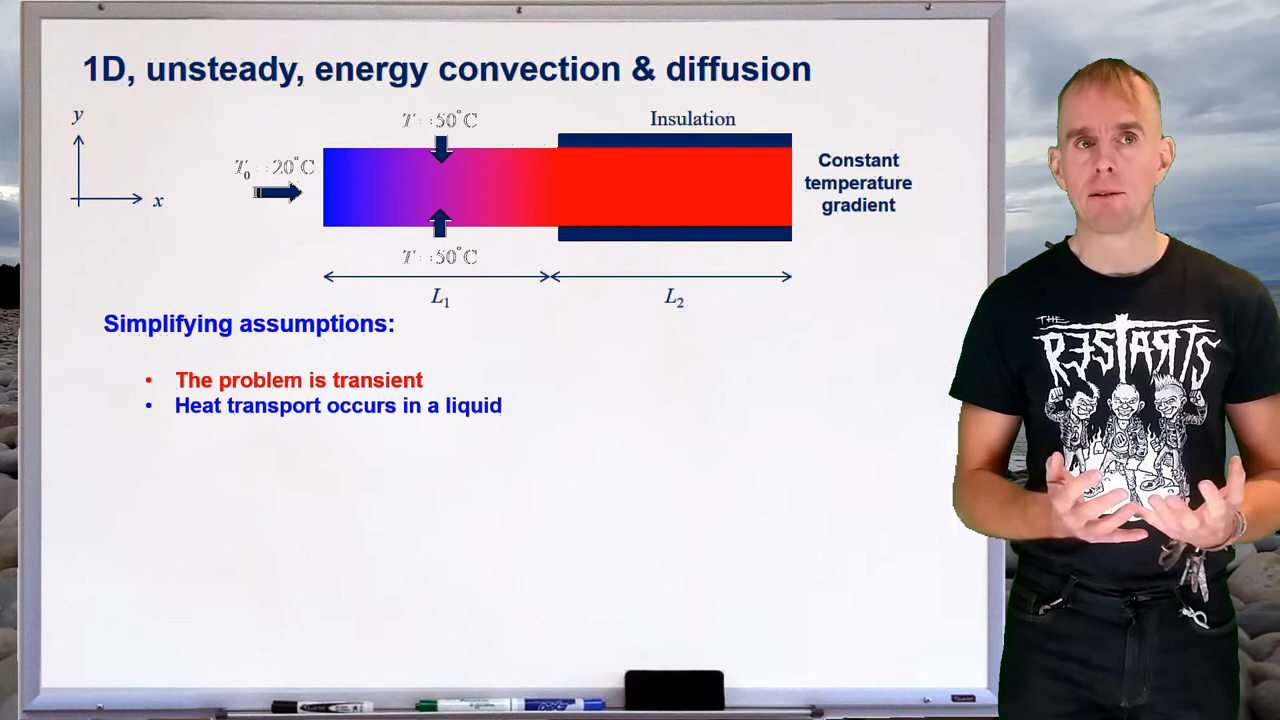 1D, unsteady, energy convection & diffusion
y
T = 50°C
Insulation
T₀ = 20°C
x
Constant
temperature
gradient
T = 50°C
L₁
L₂
Simplifying assumptions:
• The problem is transient
• Heat transport occurs in a liquid
THE
RESTARTS